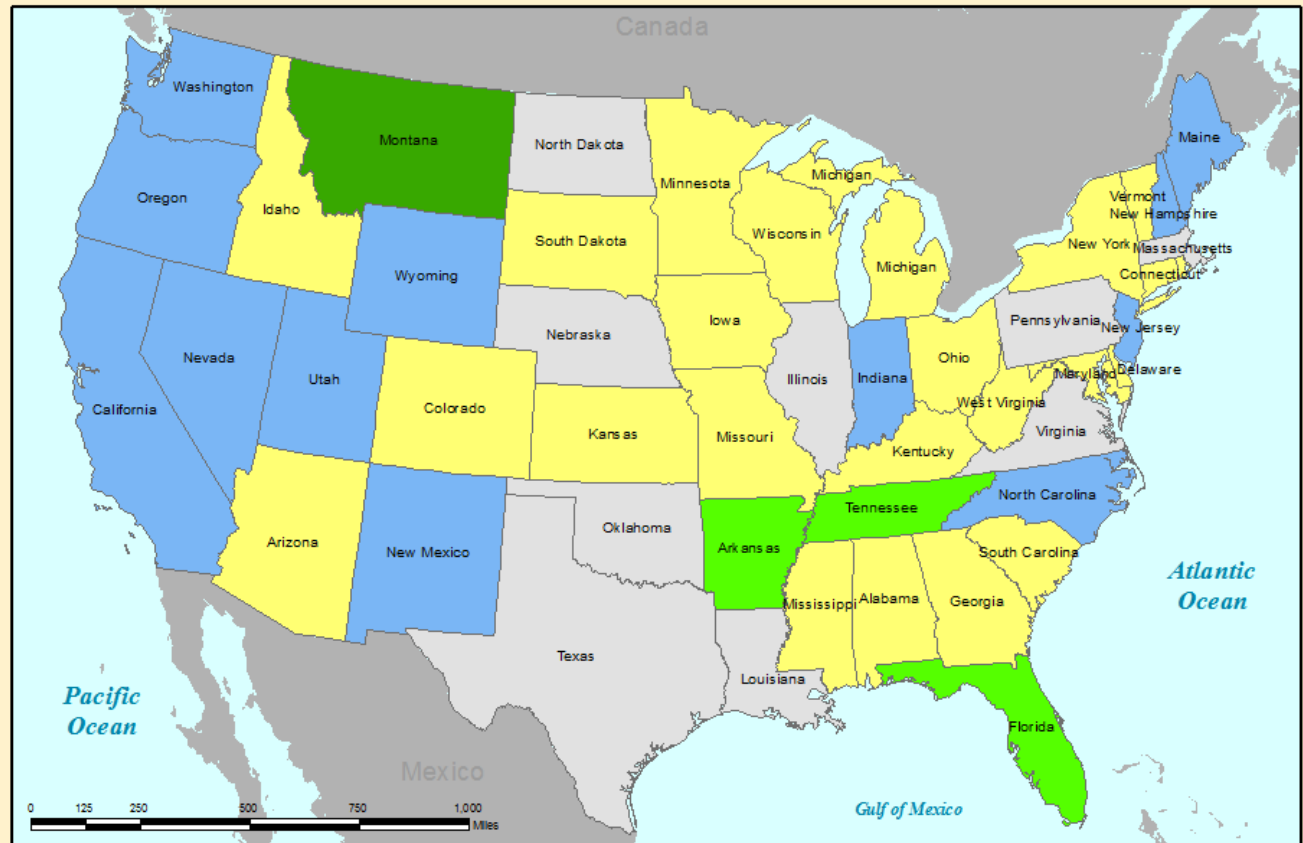 Canada
Washington
Montana
North Dakota
Minnesota
Michigan
Maine
Oregon
Idaho
Vermont
New Hampshire
South Dakota
Wisconsin
New York
Massachusetts
Wyoming
Michigan
Connecticut
Iowa
Pennsylvania
New Jersey
Nebraska
Nevada
Utah
Illinois
Indiana
Ohio
Maryland
Delaware
California
Colorado
Kansas
Missouri
West Virginia
Virginia
Kentucky
North Carolina
Tennessee
Oklahoma
Arizona
New Mexico
Arkansas
South Carolina
Mississippi
Alabama
Georgia
Atlantic
Ocean
Texas
Louisiana
Pacific
Ocean
Florida
Mexico
0 125 250 500 750 1,000
Miles
Gulf of Mexico